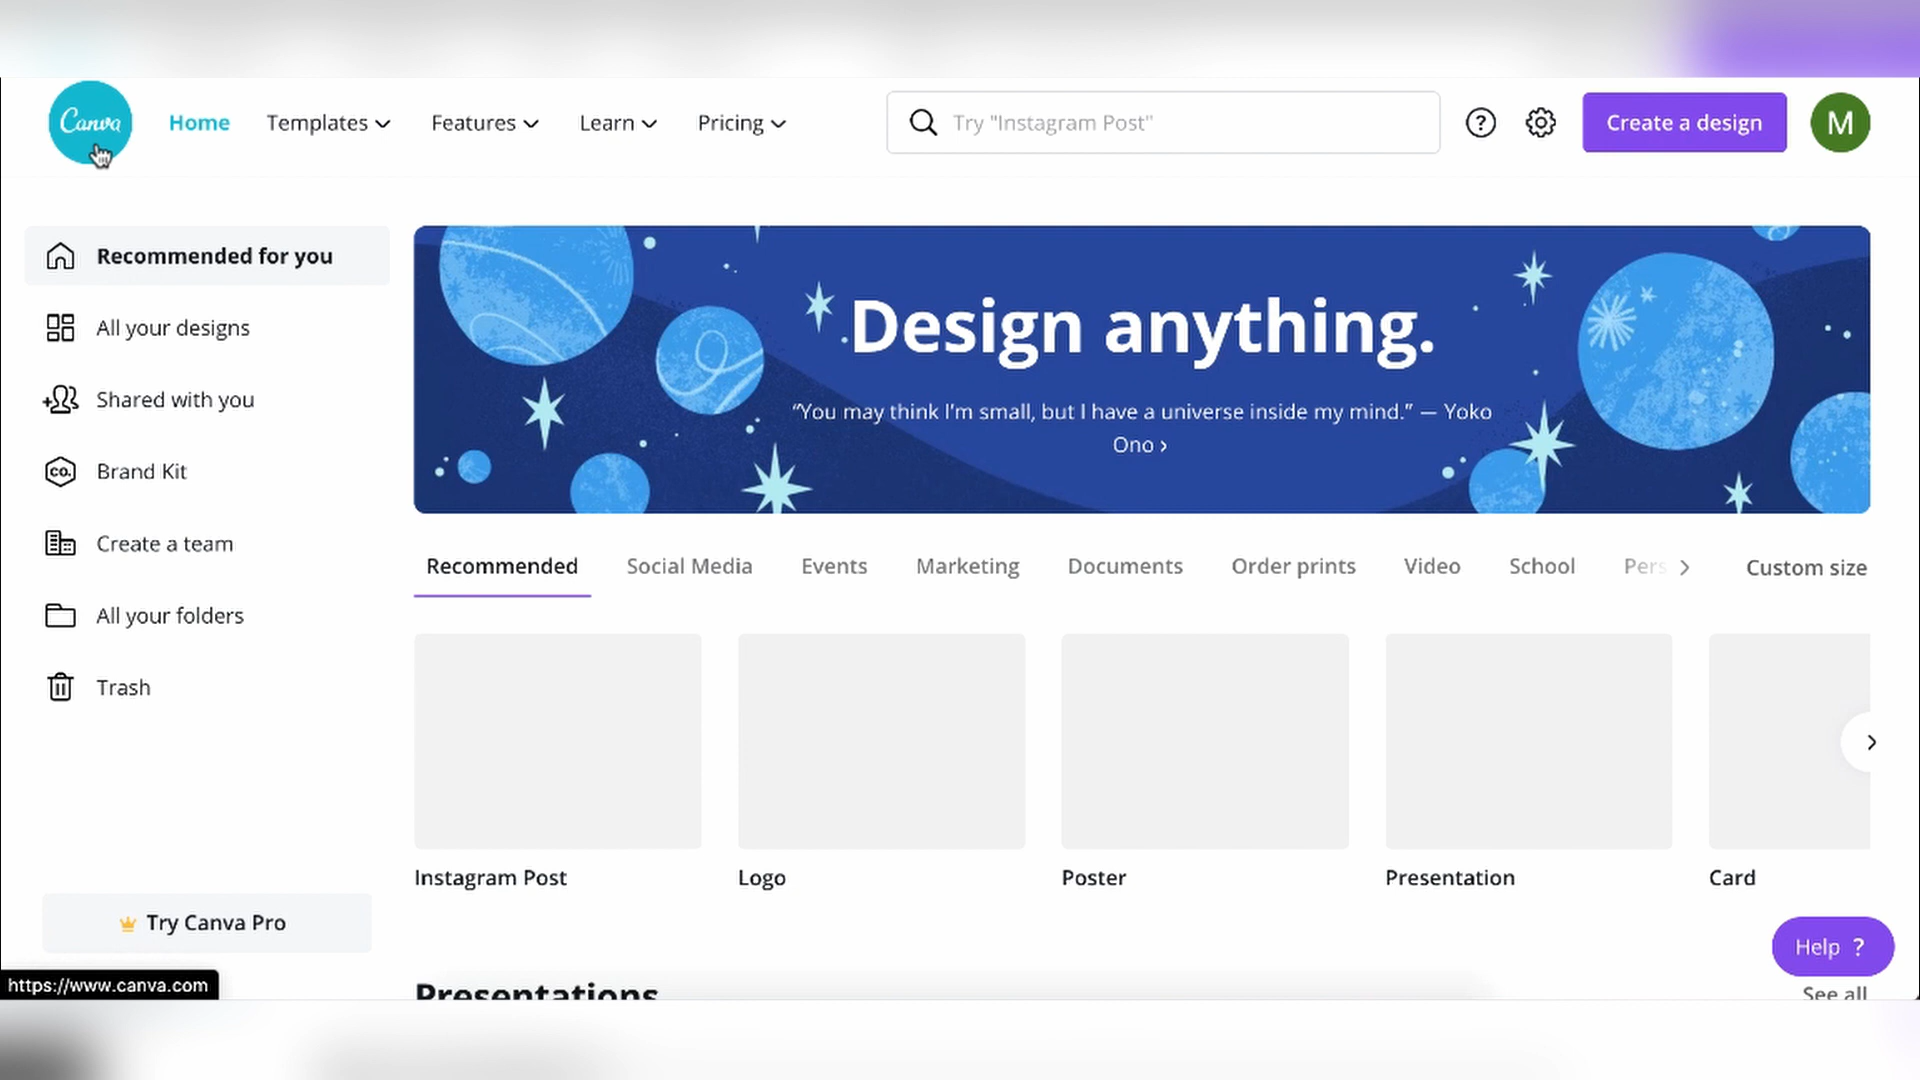 Canva
Home
Templates
Features
Learn
Pricing
Try "Instagram Post"
?
Create a design
M
Recommended for you
All your designs
Shared with you
CO.
Brand Kit
Create a team
All your folders
Trash
Try Canva Pro
https://www.canva.com
Design anything.
“You may think I’m small, but I have a universe inside my mind.” — Yoko
Ono ›
Recommended
Social Media
Events
Marketing
Documents
Order prints
Video
School
Pers
Custom size
Instagram Post
Logo
Poster
Presentation
Card
Help ?
Presentations
See all